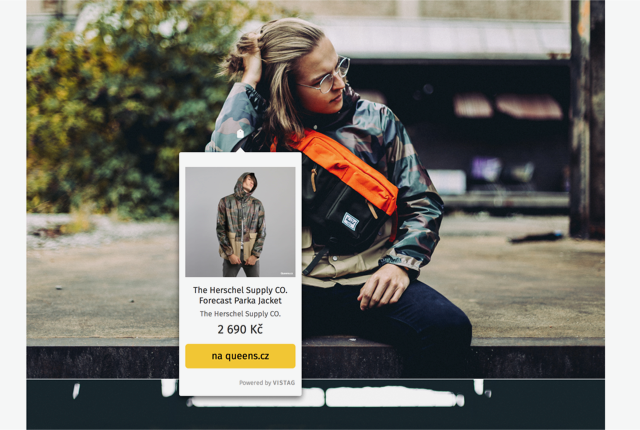 The Herschel Supply CO.
Forecast Parka Jacket
The Herschel Supply CO.
2 690 Kč
na queens.cz
Powered by VISTAG